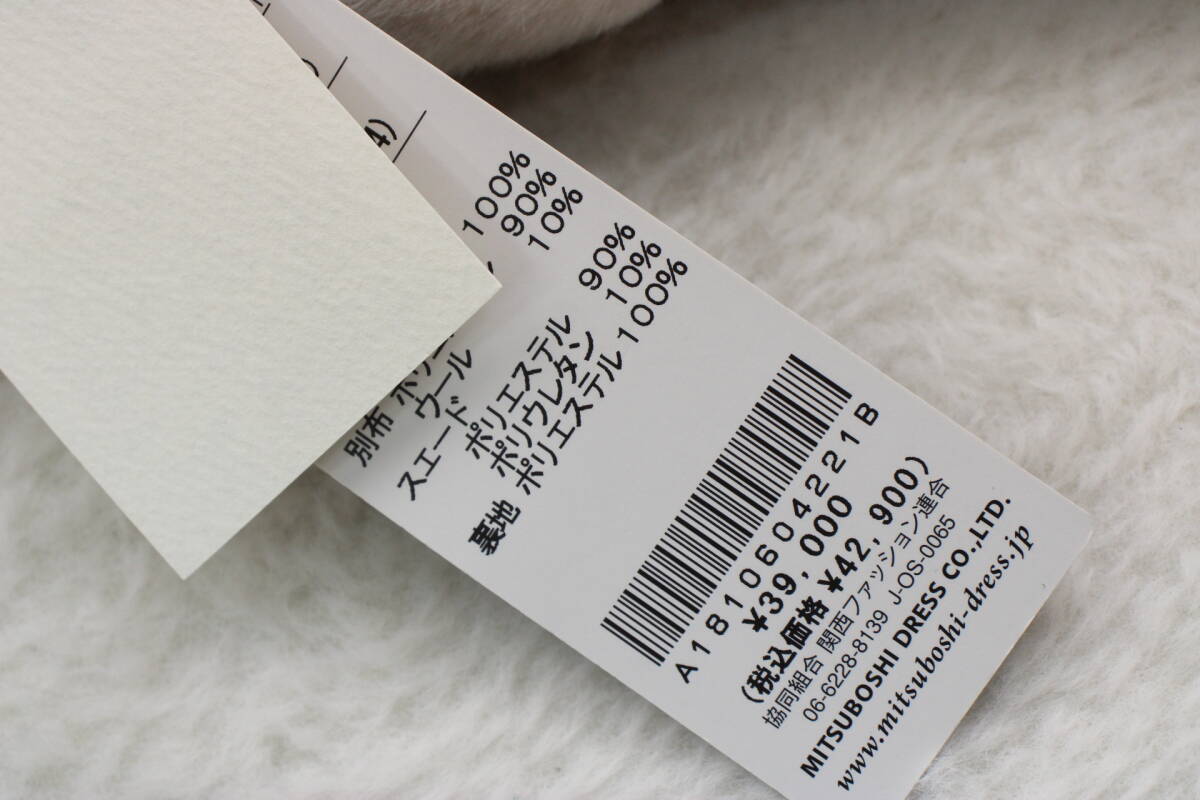 4)
100%
別布 ポリエ 90%
ウール 10%
スエード
ポリエステル 90%
ポリウレタン 10%
裏地 ポリエステル 100%
A1810604221B
¥39,000
(税込価格 ¥42,900)
協同組合 関西ファッション連合
06-6228-8139 J-OS-0065
MITSUBOSHI DRESS CO.,LTD.
www.mitsuboshi-dress.jp